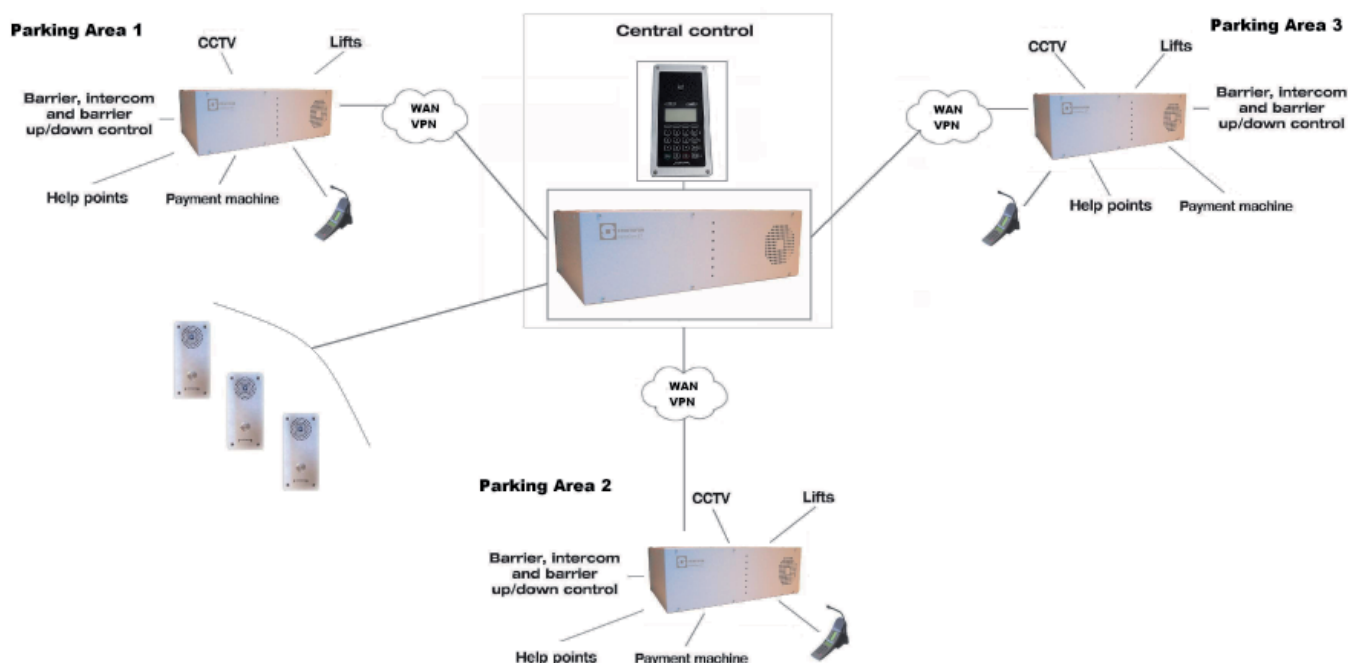 Parking Area 1
CCTV
Lifts
Barrier, intercom
and barrier
up/down control
Help points
Payment machine
WAN
VPN
Central control
WAN
VPN
Parking Area 3
CCTV
Lifts
Barrier, intercom
and barrier
up/down control
Help points
Payment machine
WAN
VPN
Parking Area 2
CCTV
Lifts
Barrier, intercom
and barrier
up/down control
Help points
Payment machine